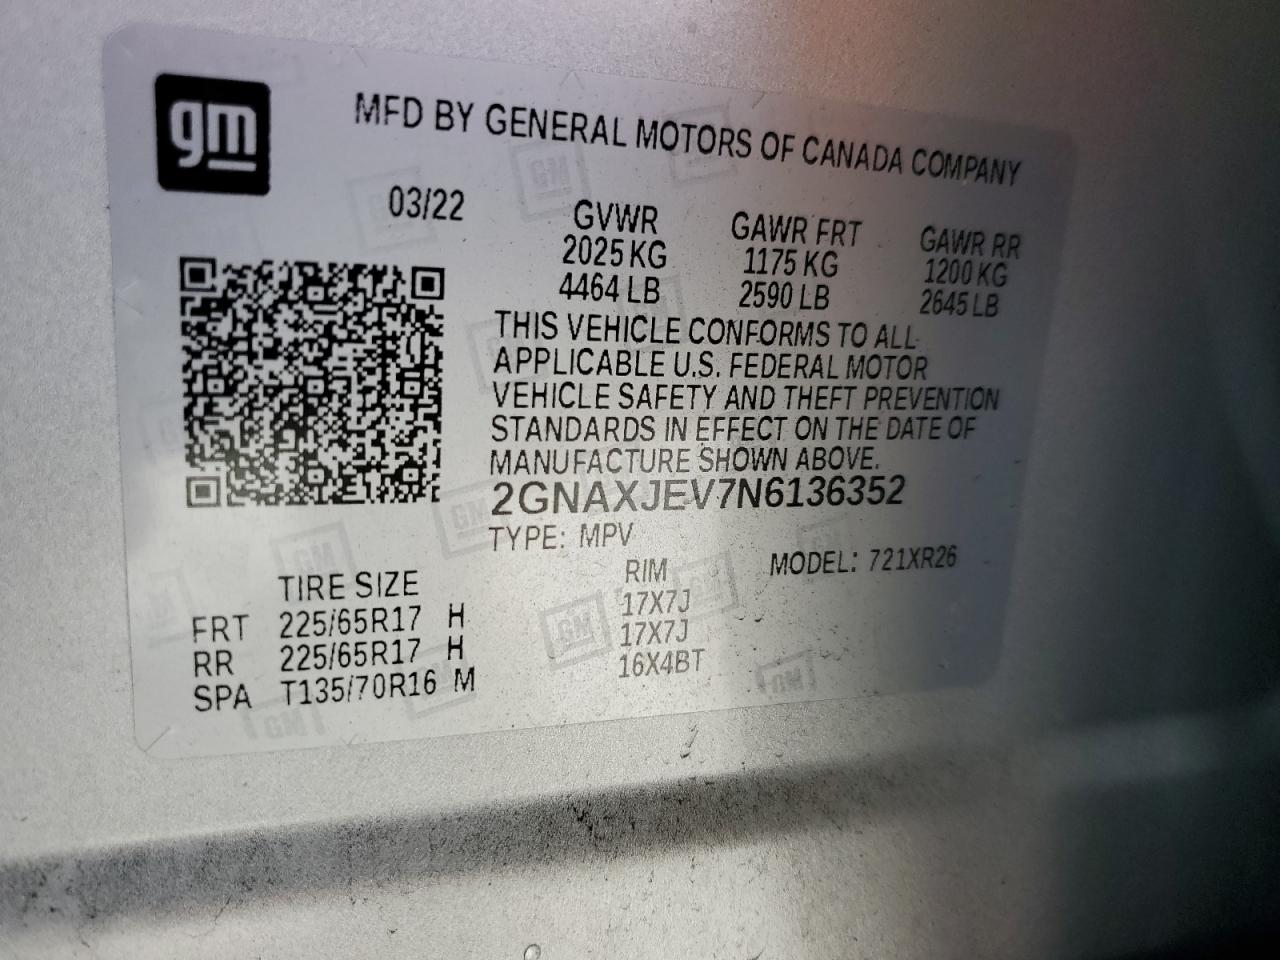 gm
MFD BY GENERAL MOTORS OF CANADA COMPANY
03/22
GVWR GAWR FRT GAWR RR
2025 KG 1175 KG 1200 KG
4464 LB 2590 LB 2645 LB
THIS VEHICLE CONFORMS TO ALL
APPLICABLE U.S. FEDERAL MOTOR
VEHICLE SAFETY AND THEFT PREVENTION
STANDARDS IN EFFECT ON THE DATE OF
MANUFACTURE SHOWN ABOVE.
2GNAXJEV7N6136352
TYPE: MPV MODEL: 721XR26
TIRE SIZE RIM
FRT 225/65R17 H 17X7J
RR 225/65R17 H 17X7J
SPA T135/70R16 M 16X4BT